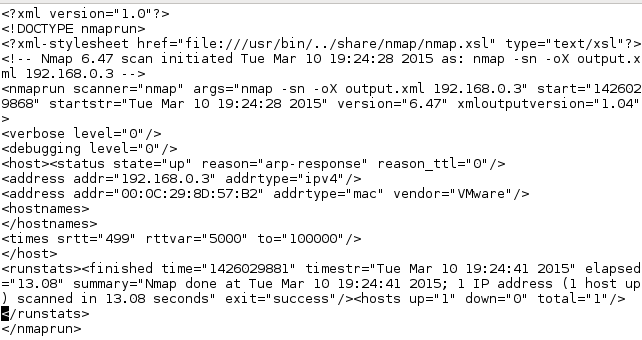 <?xml version="1.0"?>
<!DOCTYPE nmaprun>
<?xml-stylesheet href="file:///usr/bin/../share/nmap/nmap.xsl" type="text/xsl"?>
<!-- Nmap 6.47 scan initiated Tue Mar 10 19:24:28 2015 as: nmap -sn -oX output.x
ml 192.168.0.3 -->
<nmaprun scanner="nmap" args="nmap -sn -oX output.xml 192.168.0.3" start="142602
9868" startstr="Tue Mar 10 19:24:28 2015" version="6.47" xmloutputversion="1.04"
>
<verbose level="0"/>
<debugging level="0"/>
<host><status state="up" reason="arp-response" reason_ttl="0"/>
<address addr="192.168.0.3" addrtype="ipv4"/>
<address addr="00:0C:29:8D:57:B2" addrtype="mac" vendor="VMware"/>
<hostnames>
</hostnames>
<times srtt="499" rttvar="5000" to="100000"/>
</host>
<runstats><finished time="1426029881" timestr="Tue Mar 10 19:24:41 2015" elapsed
="13.08" summary="Nmap done at Tue Mar 10 19:24:41 2015; 1 IP address (1 host up
) scanned in 13.08 seconds" exit="success"/><hosts up="1" down="0" total="1"/>
</runstats>
</nmaprun>